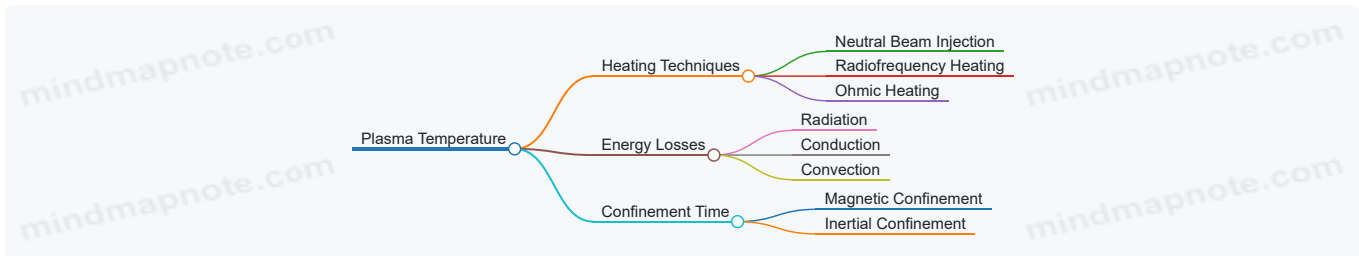 mindmapnote.com
mindmapnote.com
Plasma Temperature
Heating Techniques
Neutral Beam Injection
Radiofrequency Heating
Ohmic Heating
Energy Losses
Radiation
Conduction
Convection
Confinement Time
Magnetic Confinement
Inertial Confinement
mindmapnote.com
mindmapnote.com